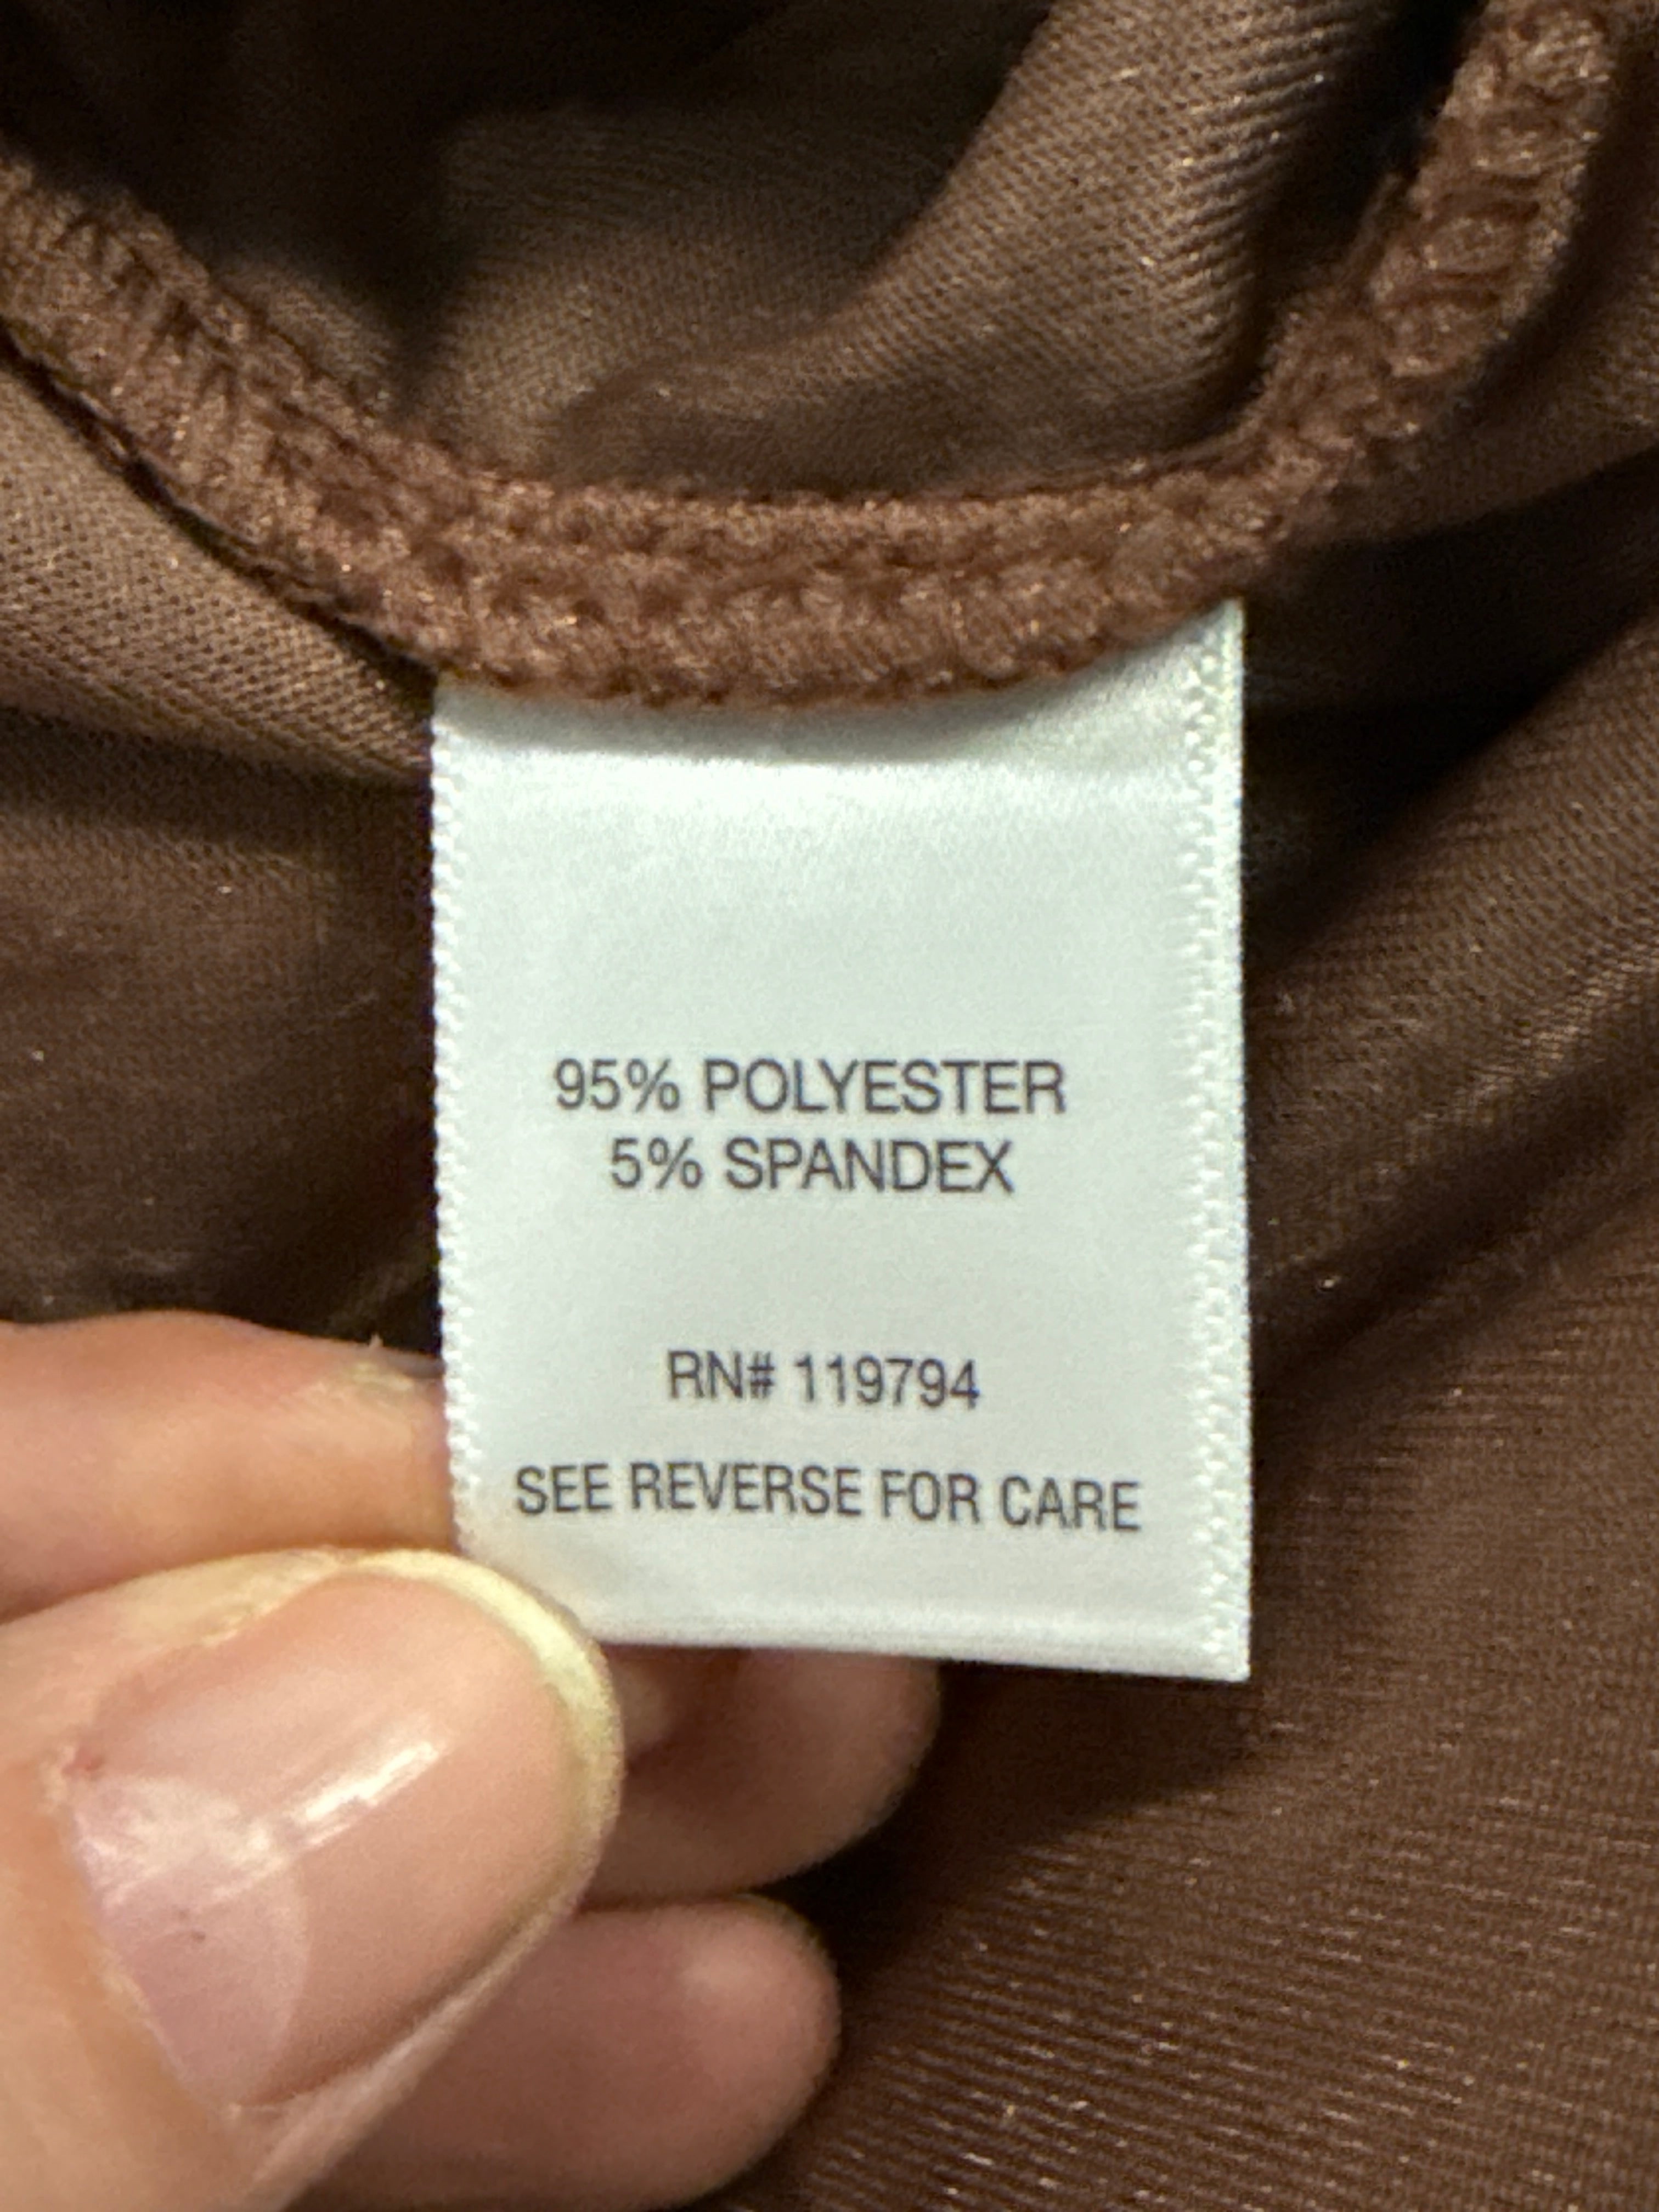 95% POLYESTER
5% SPANDEX
RN# 119794
SEE REVERSE FOR CARE